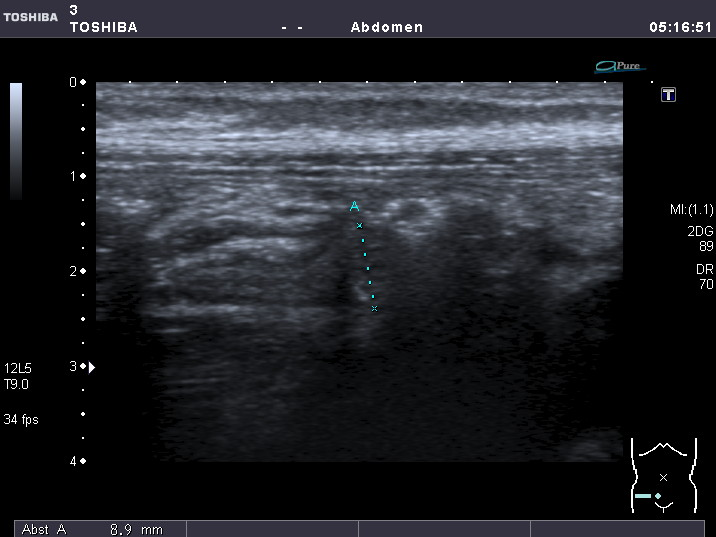 TOSHIBA
3
TOSHIBA - - Abdomen 05:16:51
aPure
0
T
1
A
MI:(1.1)
2DG
89
DR
70
2
12L5
T9.0
3
34 fps
4
Abst A 8.9 mm